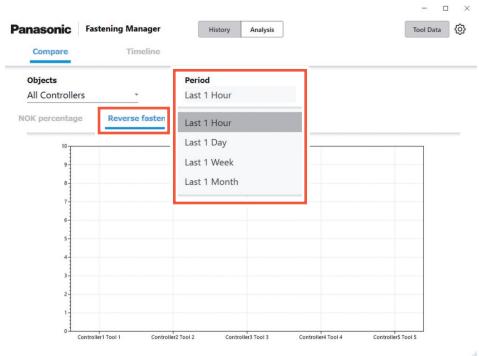 Panasonic Fastening Manager History Analysis Tool Data
Compare Timeline
Objects Period
All Controllers Last 1 Hour
NOK percentage Reverse fasten
Last 1 Hour
Last 1 Day
Last 1 Week
Last 1 Month
10
9
8
7
6
5
4
3
2
1
0
Controller1 Tool 1 Controller2 Tool 2 Controller3 Tool 3 Controller4 Tool 4 Controller5 Tool 5